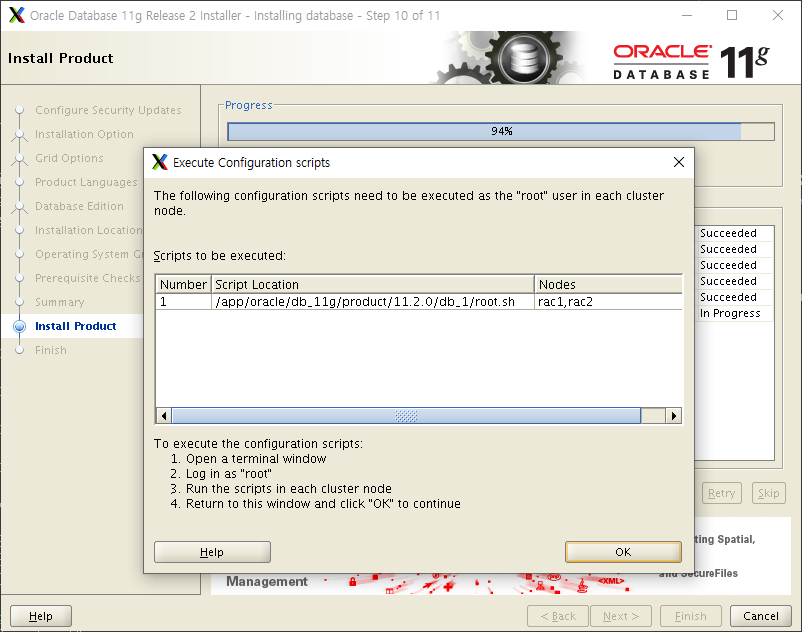 Oracle Database 11g Release 2 Installer - Installing database - Step 10 of 11
Install Product
ORACLE
DATABASE 11g
Configure Security Updates
Installation Option
Grid Options
Product Languages
Database Edition
Installation Location
Operating System Gr
Prerequisite Checks
Summary
Install Product
Finish
Progress
94%
Succeeded
Succeeded
Succeeded
Succeeded
Succeeded
In Progress
Execute Configuration scripts
The following configuration scripts need to be executed as the "root" user in each cluster
node.
Scripts to be executed:
Number Script Location Nodes
1 /app/oracle/db_11g/product/11.2.0/db_1/root.sh rac1,rac2
To execute the configuration scripts:
1. Open a terminal window
2. Log in as "root"
3. Run the scripts in each cluster node
4. Return to this window and click "OK" to continue
Help OK
Retry Skip
ting Spatial,
and SecureFiles
Management
<XML>
Help < Back Next > Finish Cancel